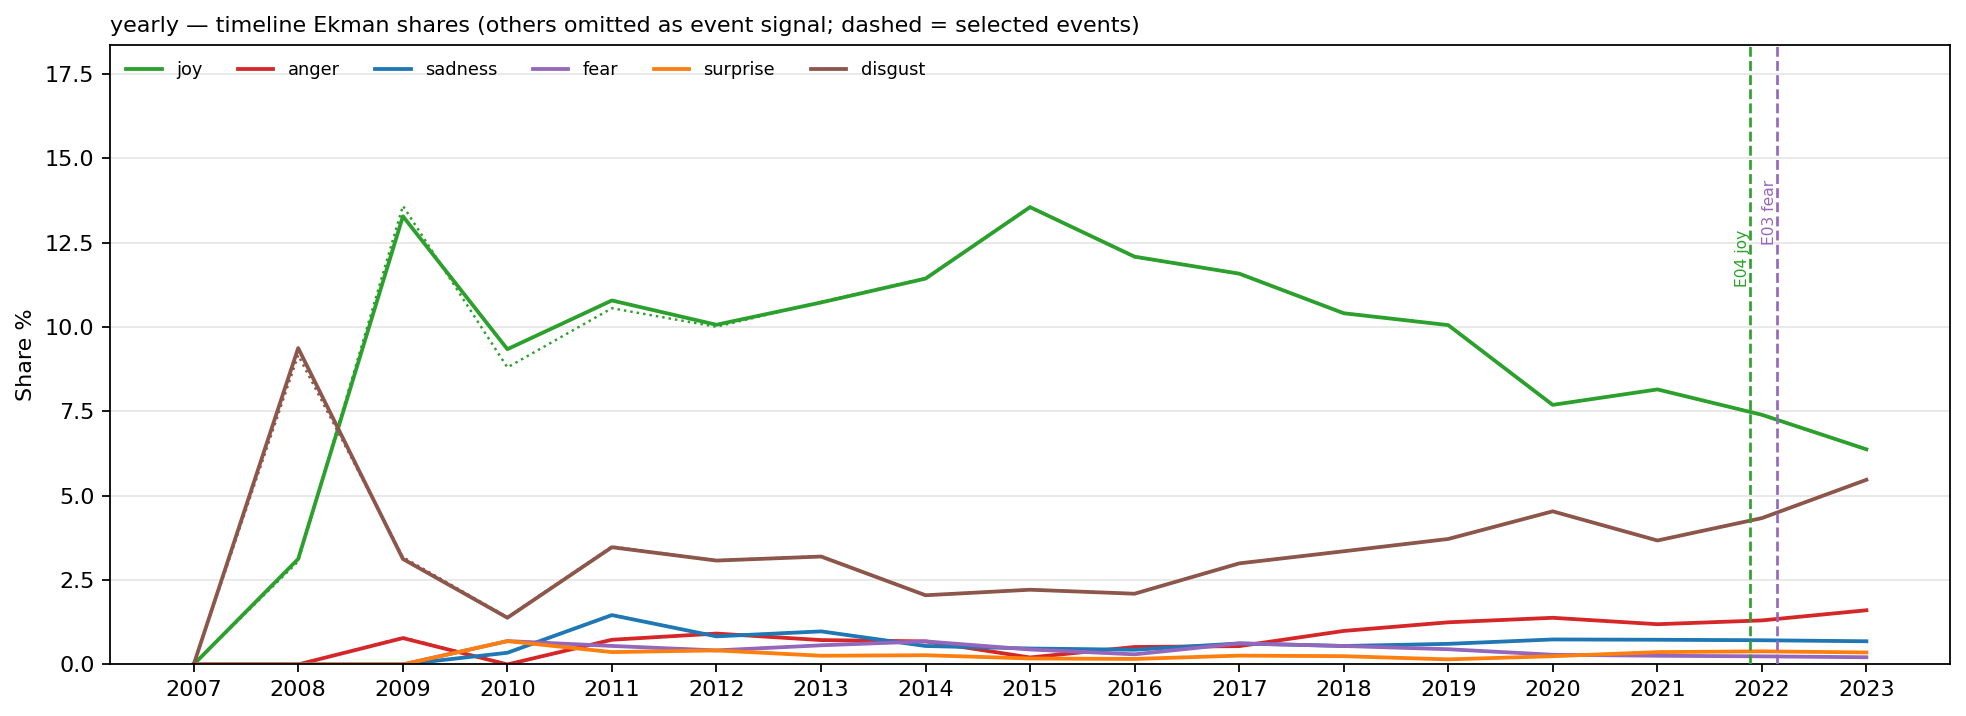 yearly — timeline Ekman shares (others omitted as event signal; dashed = selected events)
joy anger sadness fear surprise disgust
17.5
15.0
12.5
10.0
7.5
5.0
2.5
0.0
Share %
E04 joy
E03 fear
2007 2008 2009 2010 2011 2012 2013 2014 2015 2016 2017 2018 2019 2020 2021 2022 2023